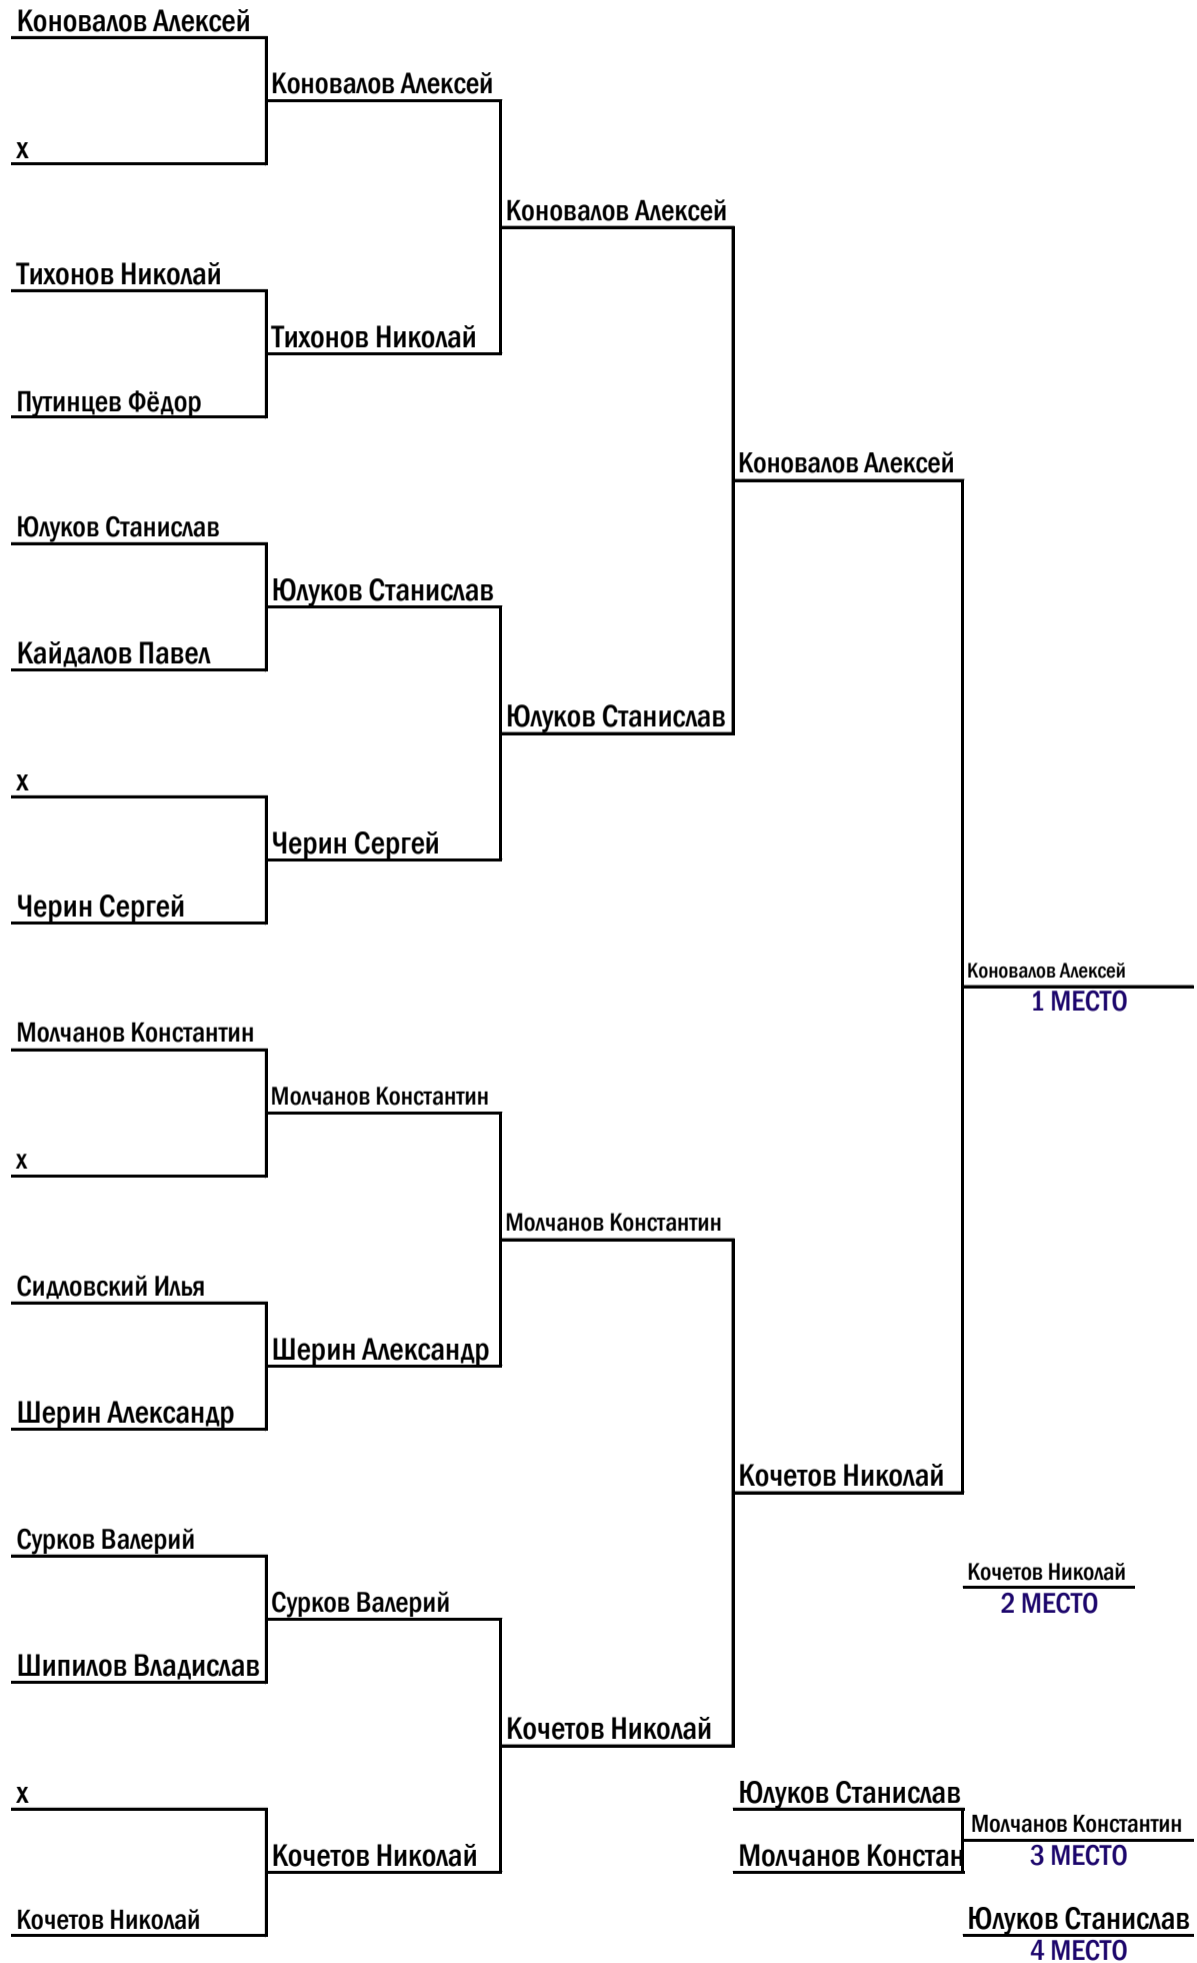 Коновалов Алексей
Коновалов Алексей
х
Коновалов Алексей
Тихонов Николай
Тихонов Николай
Путинцев Фёдор
Коновалов Алексей
Юлуков Станислав
Юлуков Станислав
Кайдалов Павел
Юлуков Станислав
х
Черин Сергей
Черин Сергей
Коновалов Алексей
1 МЕСТО
Молчанов Константин
Молчанов Константин
х
Молчанов Константин
Сидловский Илья
Шерин Александр
Шерин Александр
Кочетов Николай
Сурков Валерий
Кочетов Николай
2 МЕСТО
Сурков Валерий
Шипилов Владислав
Кочетов Николай
х
Юлуков Станислав
Молчанов Константин
Кочетов Николай
Молчанов Констан
3 МЕСТО
Кочетов Николай
Юлуков Станислав
4 МЕСТО